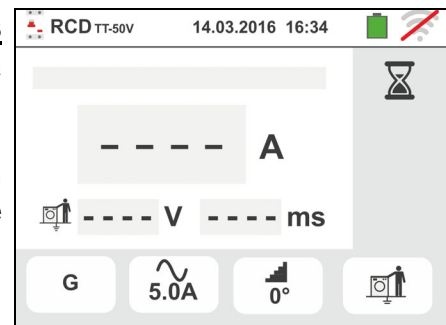 RCD TT-50V 14.03.2016 16:34
- - - - A
- - - - V - - - - ms
G 5.0A 0°